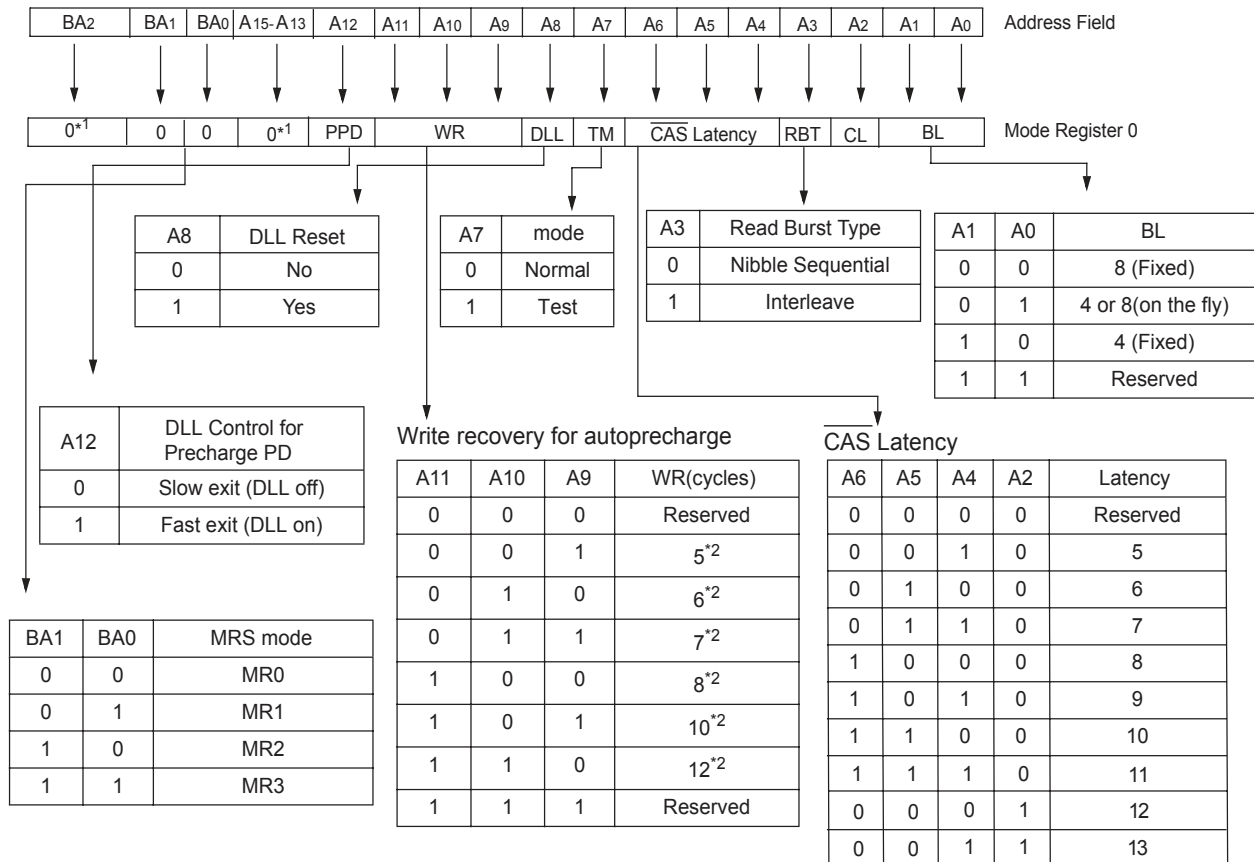 BA2 BA1 BA0 A15-A13 A12 A11 A10 A9 A8 A7 A6 A5 A4 A3 A2 A1 A0 Address Field
0*1 0 0 0*1 PPD WR DLL TM CAS Latency RBT CL BL Mode Register 0
A8 DLL Reset
0 No
1 Yes
A7 mode
0 Normal
1 Test
A3 Read Burst Type
0 Nibble Sequential
1 Interleave
A1 A0 BL
0 0 8 (Fixed)
0 1 4 or 8(on the fly)
1 0 4 (Fixed)
1 1 Reserved
A12 DLL Control for
Precharge PD
0 Slow exit (DLL off)
1 Fast exit (DLL on)
BA1 BA0 MRS mode
0 0 MR0
0 1 MR1
1 0 MR2
1 1 MR3
Write recovery for autoprecharge
A11 A10 A9 WR(cycles)
0 0 0 Reserved
0 0 1 5*2
0 1 0 6*2
0 1 1 7*2
1 0 0 8*2
1 0 1 10*2
1 1 0 12*2
1 1 1 Reserved
CAS Latency
A6 A5 A4 A2 Latency
0 0 0 0 Reserved
0 0 1 0 5
0 1 0 0 6
0 1 1 0 7
1 0 0 0 8
1 0 1 0 9
1 1 0 0 10
1 1 1 0 11
0 0 0 1 12
0 0 1 1 13